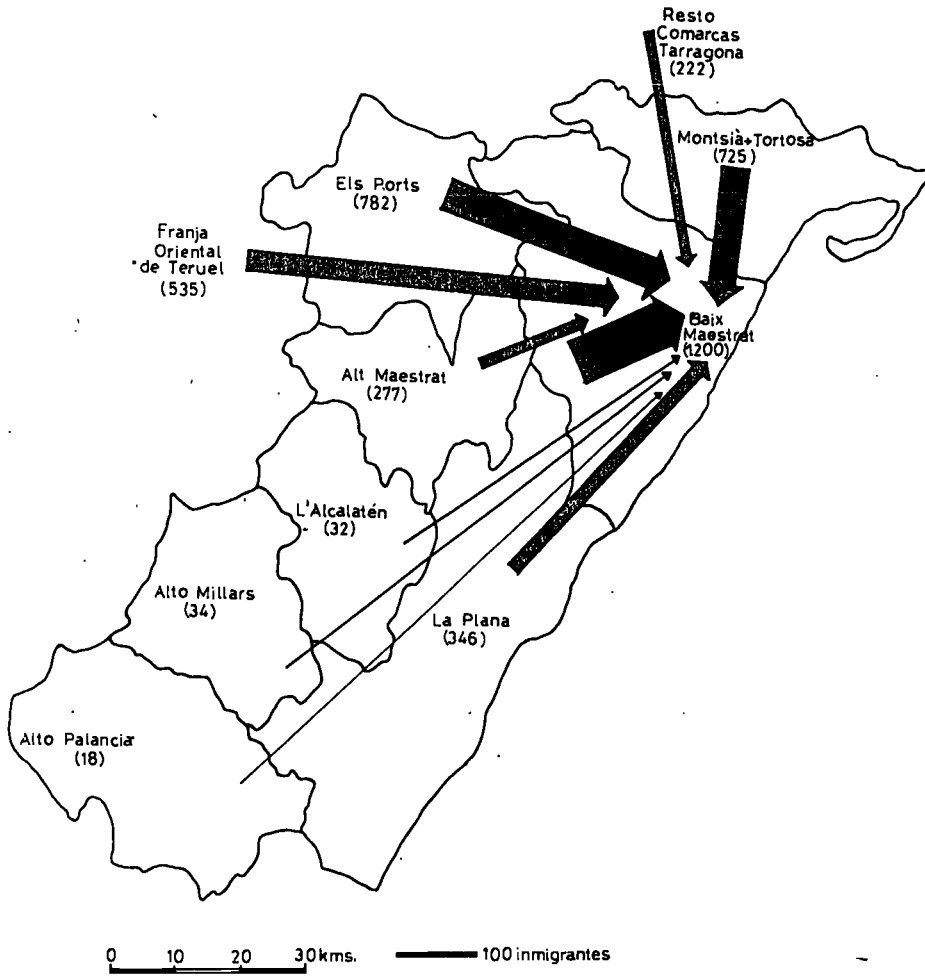 Resto
Comarcas
Tarragona
(222)
Montsià+Tortosa
(725)
Els Ports
(782)
Franja
Oriental
de Teruel
(535)
Baix
Maestrat
(1200)
Alt Maestrat
(277)
L'Alcalatén
(32)
Alto Millars
(34)
La Plana
(346)
Alto Palancia
(18)
0 10 20 30 kms. 100 inmigrantes